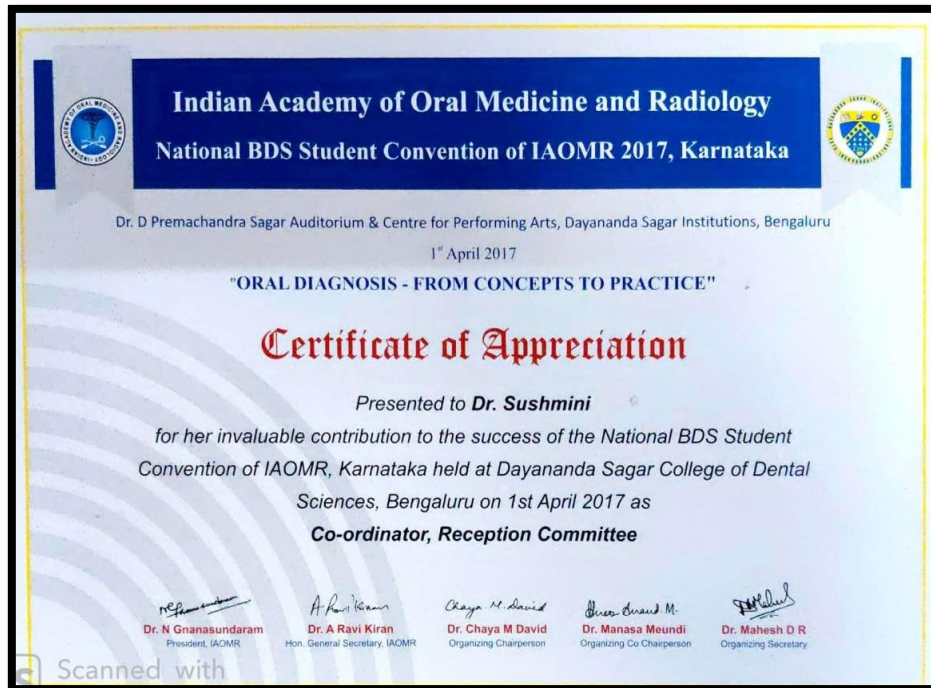 Indian Academy of Oral Medicine and Radiology
National BDS Student Convention of IAOMR 2017, Karnataka
Dr. D Premachandra Sagar Auditorium & Centre for Performing Arts, Dayananda Sagar Institutions, Bengaluru
1st April 2017
"ORAL DIAGNOSIS - FROM CONCEPTS TO PRACTICE"
Certificate of Appreciation
Presented to Dr. Sushmini
for her invaluable contribution to the success of the National BDS Student
Convention of IAOMR, Karnataka held at Dayananda Sagar College of Dental
Sciences, Bengaluru on 1st April 2017 as
Co-ordinator, Reception Committee
A Ravi Kiran
Chaya M. David
Dr. N Gnanasundaram
President, IAOMR
Dr. A Ravi Kiran
Hon. General Secretary, IAOMR
Dr. Chaya M David
Organizing Chairperson
Dr. Manasa Meundi
Organizing Co Chairperson
Dr. Mahesh D R
Organizing Secretary
Scanned with